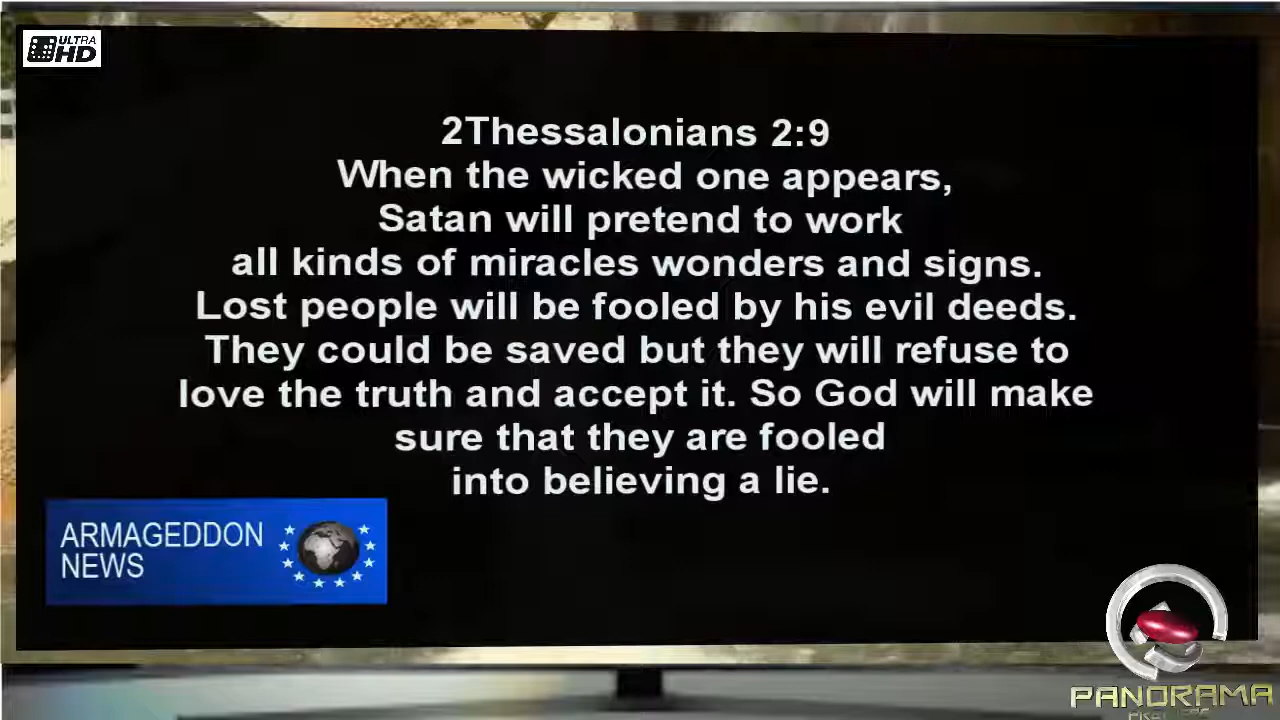 ULTRA
HD
2Thessalonians 2:9
When the wicked one appears,
Satan will pretend to work
all kinds of miracles wonders and signs.
Lost people will be fooled by his evil deeds.
They could be saved but they will refuse to
love the truth and accept it. So God will make
sure that they are fooled
into believing a lie.
ARMAGEDDON
NEWS
PANORAMA